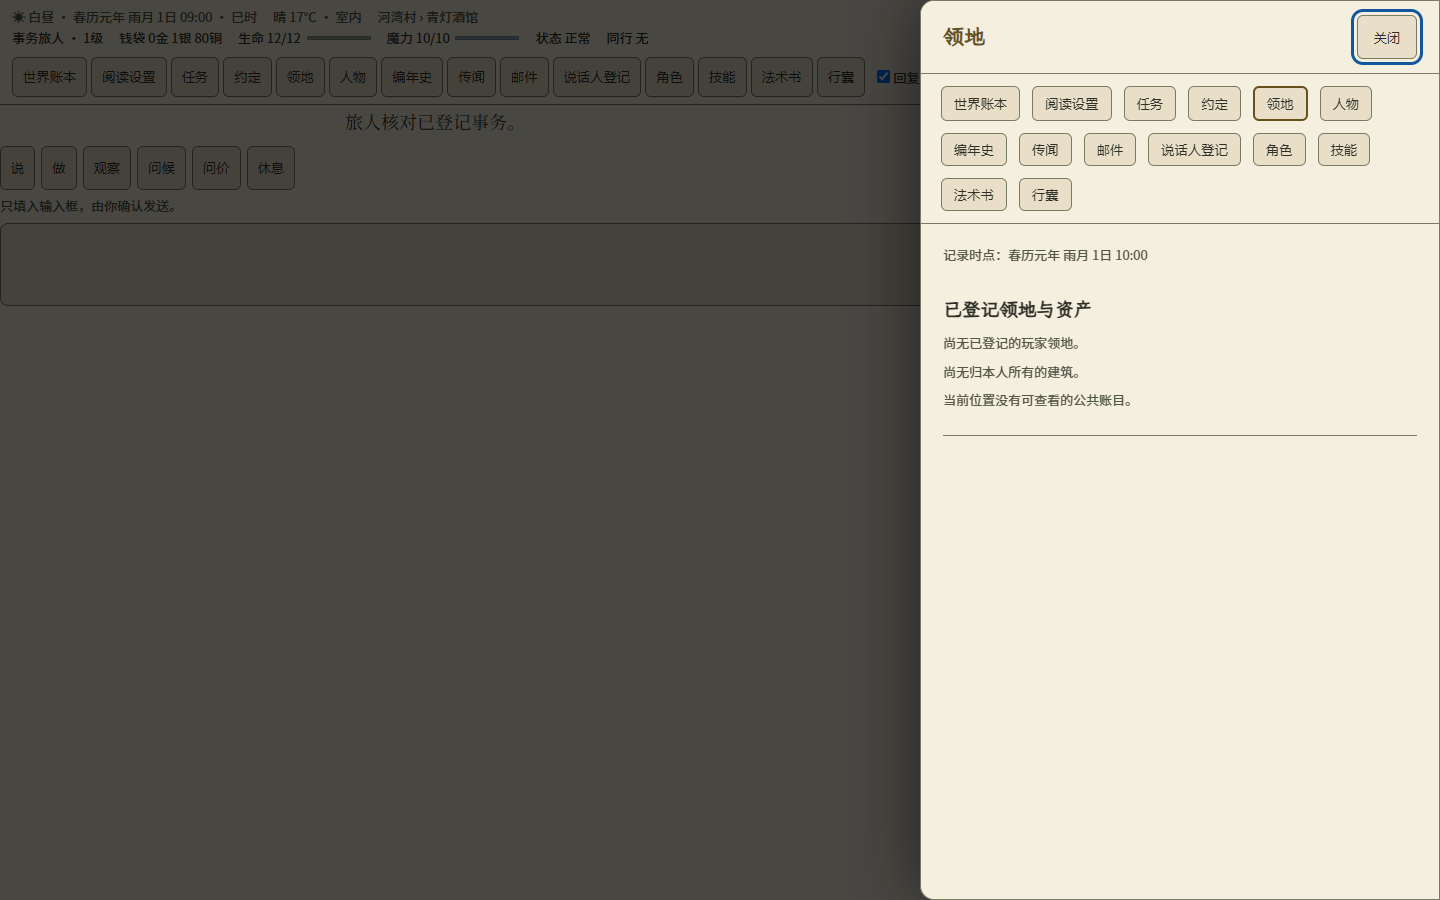 ☀ 白昼 · 春历元年 雨月 1日 09:00 · 巳时 晴 17°C · 室内 河湾村 › 青灯酒馆
事务旅人 · 1级 钱袋 0金 1银 80铜 生命 12/12 魔力 10/10 状态 正常 同行 无
世界账本 阅读设置 任务 约定 领地 人物 编年史 传闻 邮件 说话人登记 角色 技能 法术书 行囊 回复
旅人核对已登记事务。
说 做 观察 问候 问价 休息
只填入输入框，由你确认发送。
领地
关闭
世界账本 阅读设置 任务 约定 领地 人物
编年史 传闻 邮件 说话人登记 角色 技能
法术书 行囊
记录时点：春历元年 雨月 1日 10:00
已登记领地与资产
尚无已登记的玩家领地。
尚无归本人所有的建筑。
当前位置没有可查看的公共账目。